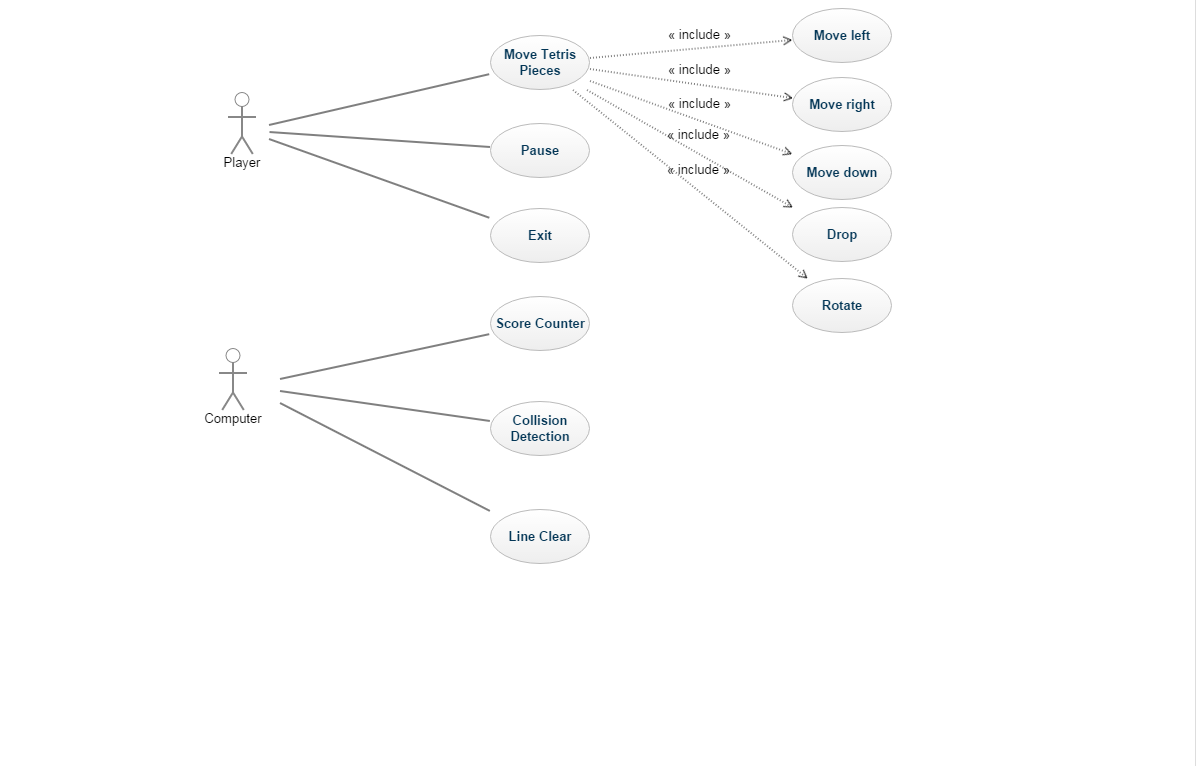 Move left
« include »
Move Tetris
Pieces
« include »
Move right
« include »
« include »
Pause
Player
« include »
Move down
Exit
Drop
Rotate
Score Counter
Computer
Collision
Detection
Line Clear